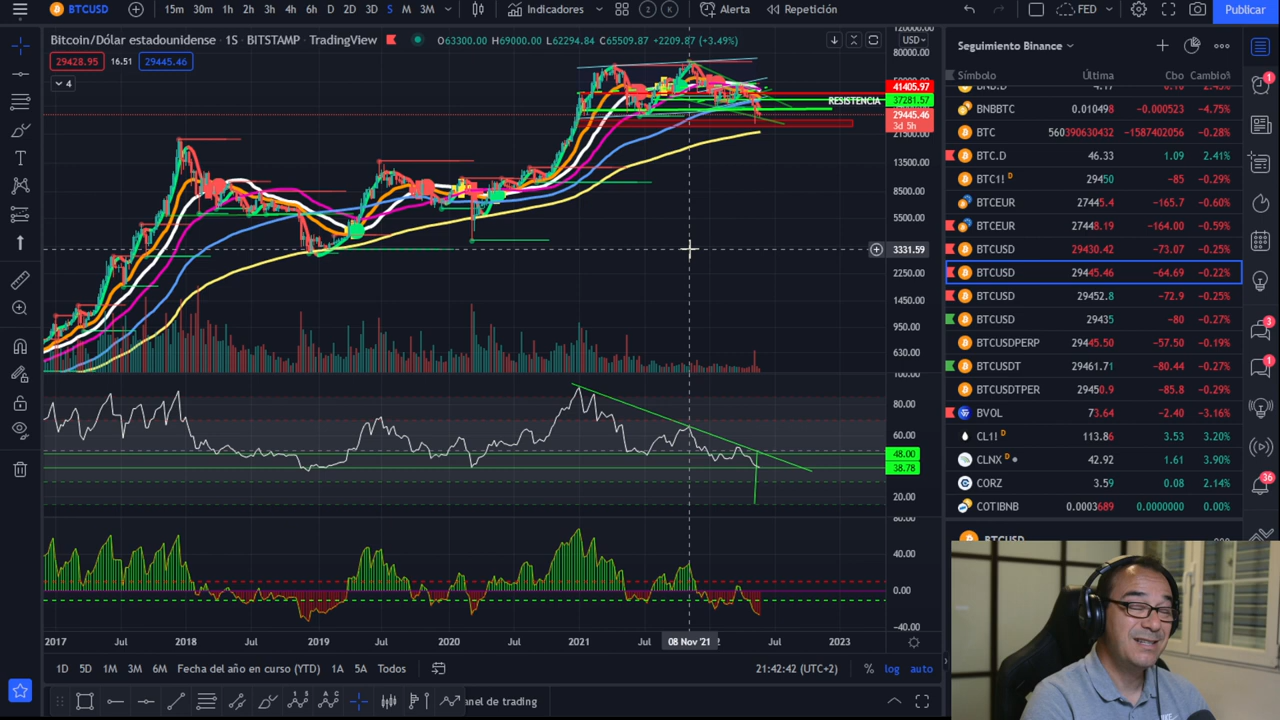 BTCUSD 15m 30m 1h 2h 3h 4h 6h D 2D 3D S M 3M Indicadores 2 K Alerta Repetición FED Publicar
Bitcoin/Dólar estadounidense · 1S · BITSTAMP · TradingView O63300.00 H69000.00 L62294.84 C65509.87 +2209.87 (+3.49%) USD
29428.95 16.51 29445.46
4
80000.00
41405.97
37281.57
RESISTENCIA
29445.46
3d 5h
21500.00
13500.00
8500.00
5500.00
3331.59
2250.00
1450.00
950.00
630.00
80.00
60.00
48.00
38.78
20.00
40.00
0.00
−40.00
2017 Jul 2018 Jul 2019 Jul 2020 Jul 2021 Jul 08 Nov '21 Jul 2023
1D 5D 1M 3M 6M Fecha del año en curso (YTD) 1A 5A Todos 21:42:42 (UTC+2) % log auto
anel de trading
Seguimiento Binance
Símbolo Última Cbo Cambio%
BNBBTC 0.010498 −0.000523 −4.75%
BTC 560390630432 −1587402056 −0.28%
BTC.D 46.33 1.09 2.41%
BTC1! D 29450 −85 −0.29%
BTCEUR 27445.4 −165.7 −0.60%
BTCEUR 27448.19 −164.00 −0.59%
BTCUSD 29430.42 −73.07 −0.25%
BTCUSD 29445.46 −64.69 −0.22%
BTCUSD 29452.8 −72.9 −0.25%
BTCUSD 29435 −80 −0.27%
BTCUSDPERP 29445.50 −57.50 −0.19%
BTCUSDT 29461.71 −80.44 −0.27%
BTCUSDTPER 29450.9 −85.8 −0.29%
BVOL 73.64 −2.40 −3.16%
CL1! D 113.86 3.53 3.20%
CLNX D 42.92 1.61 3.90%
CORZ 3.59 0.08 2.14%
COTIBNB 0.0003689 0.0000000 0.00%
BTCUSD
1
3
1
36